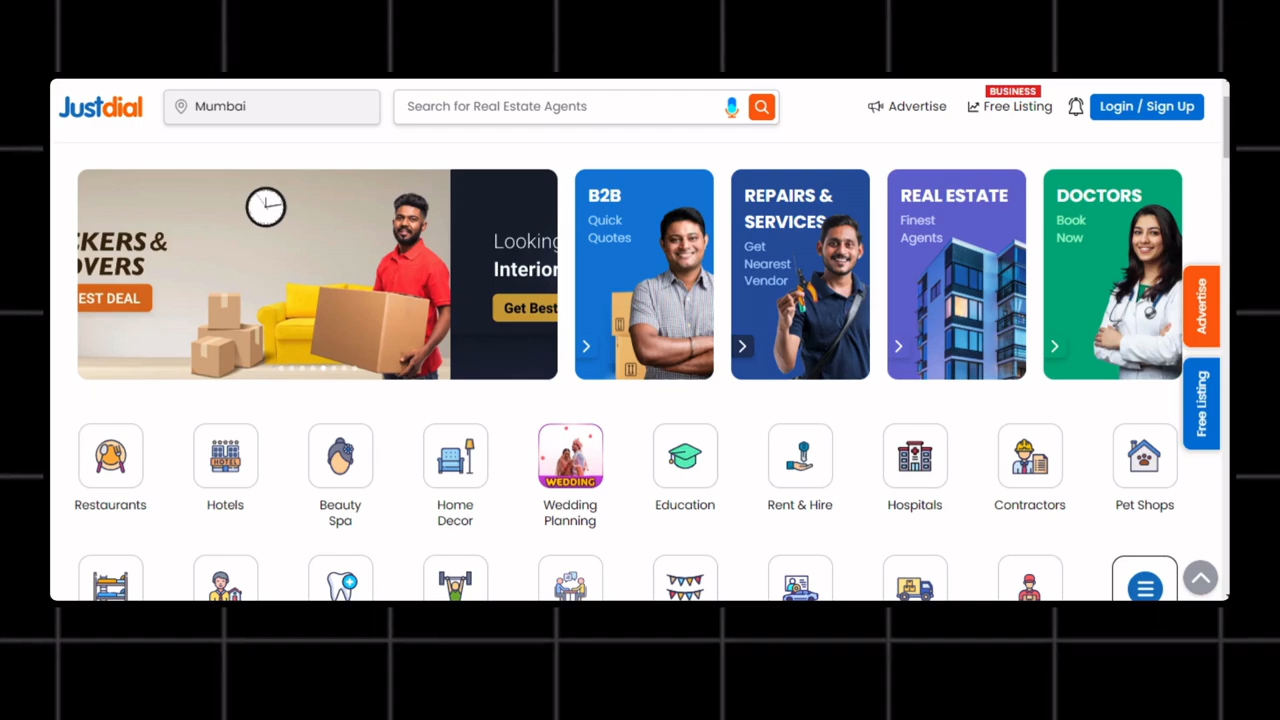 Justdial
Mumbai
Search for Real Estate Agents
Advertise
BUSINESS
Free Listing
Login / Sign Up
CKERS &
OVERS
EST DEAL
Looking
Interior
Get Best
B2B
Quick
Quotes
REPAIRS &
SERVICES
Get
Nearest
Vendor
REAL ESTATE
Finest
Agents
DOCTORS
Book
Now
Advertise
Free Listing
HOTEL
WEDDING
Restaurants
Hotels
Beauty
Spa
Home
Decor
Wedding
Planning
Education
Rent & Hire
Hospitals
Contractors
Pet Shops